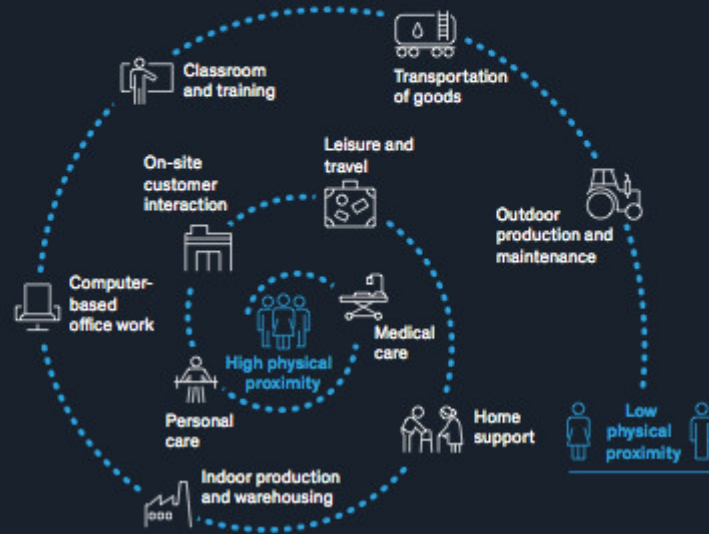 Classroom
and training
Transportation
of goods
On-site
customer
interaction
Leisure and
travel
Outdoor
production and
maintenance
Computer-
based
office work
Medical
care
High physical
proximity
Personal
care
Home
support
Low
physical
proximity
Indoor production
and warehousing